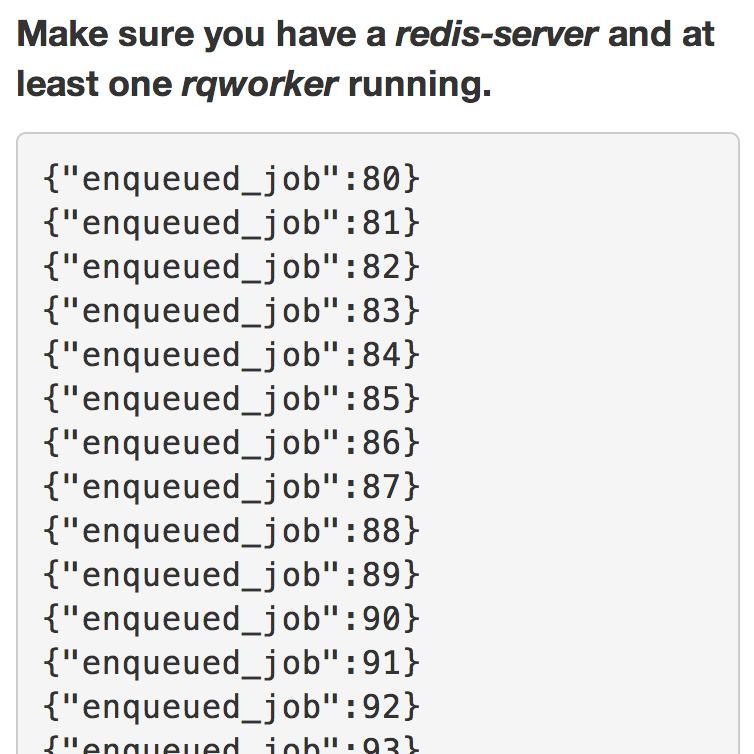 Make sure you have a redis-server and at
least one rqworker running.
{"enqueued_job":80}
{"enqueued_job":81}
{"enqueued_job":82}
{"enqueued_job":83}
{"enqueued_job":84}
{"enqueued_job":85}
{"enqueued_job":86}
{"enqueued_job":87}
{"enqueued_job":88}
{"enqueued_job":89}
{"enqueued_job":90}
{"enqueued_job":91}
{"enqueued_job":92}
{"enqueued_job":93}